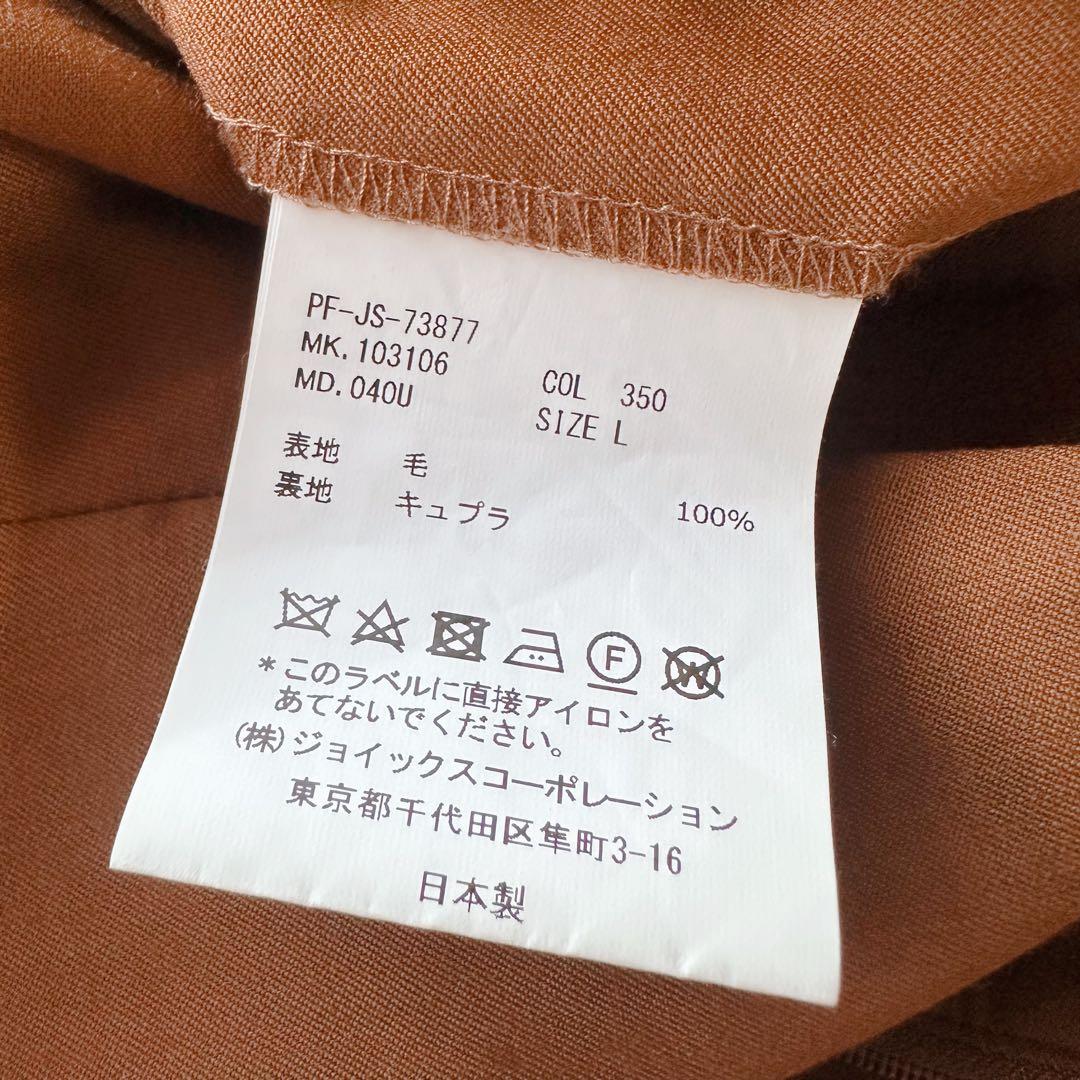 PF-JS-73877
MK.103106
MD.040U
COL 350
SIZE L
表地 毛
裏地 キュプラ 100%
F
W
*このラベルに直接アイロンを
あてないでください。
(株)ジョイックスコーポレーション
東京都千代田区隼町3-16
日本製